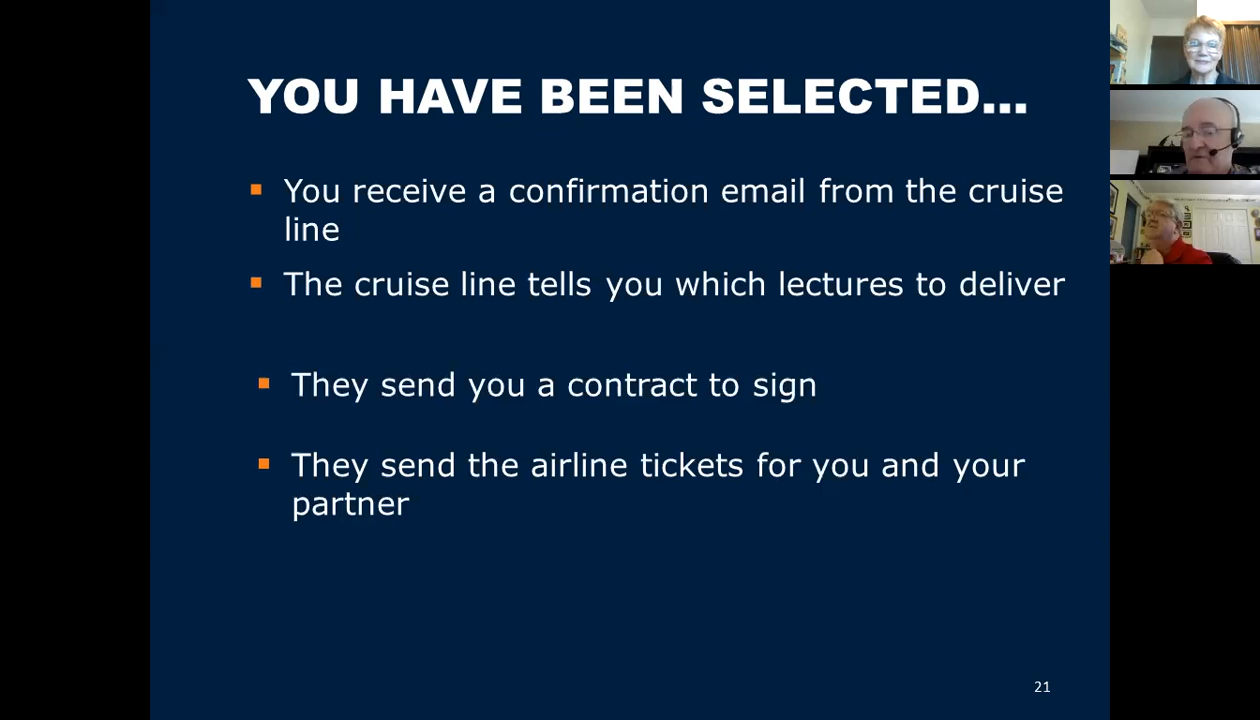 YOU HAVE BEEN SELECTED...
▪ You receive a confirmation email from the cruise
line
▪ The cruise line tells you which lectures to deliver
▪ They send you a contract to sign
▪ They send the airline tickets for you and your
partner
21